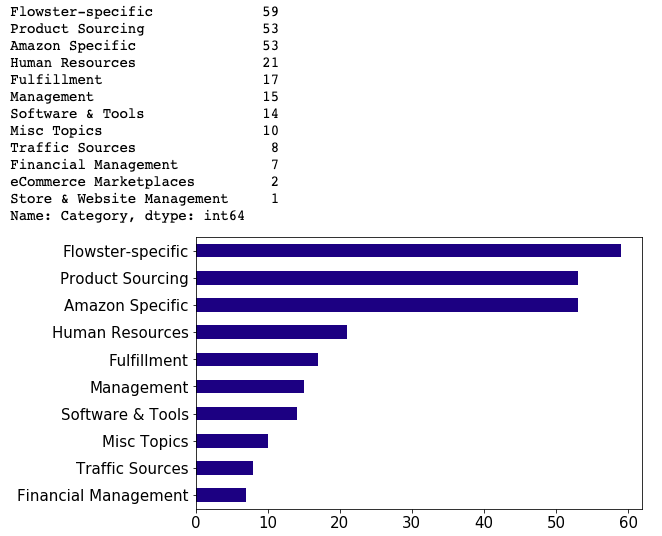 Flowster-specific 59
Product Sourcing 53
Amazon Specific 53
Human Resources 21
Fulfillment 17
Management 15
Software & Tools 14
Misc Topics 10
Traffic Sources 8
Financial Management 7
eCommerce Marketplaces 2
Store & Website Management 1
Name: Category, dtype: int64
Flowster-specific
Product Sourcing
Amazon Specific
Human Resources
Fulfillment
Management
Software & Tools
Misc Topics
Traffic Sources
Financial Management
0 10 20 30 40 50 60